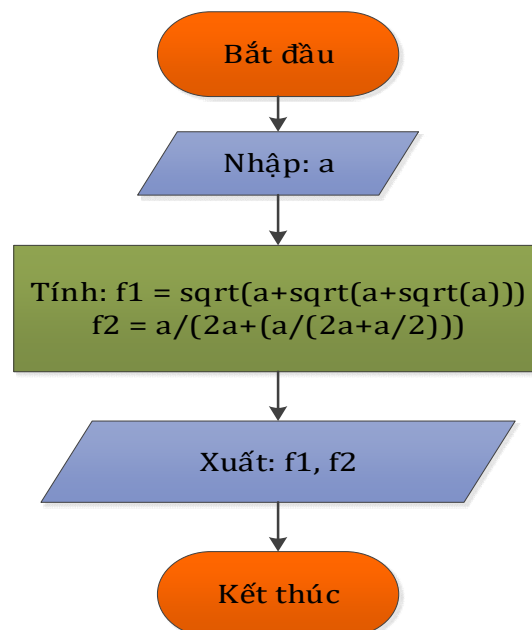 Bắt đầu
Nhập: a
Tính: f1 = sqrt(a+sqrt(a+sqrt(a)))
f2 = a/(2a+(a/(2a+a/2)))
Xuất: f1, f2
Kết thúc